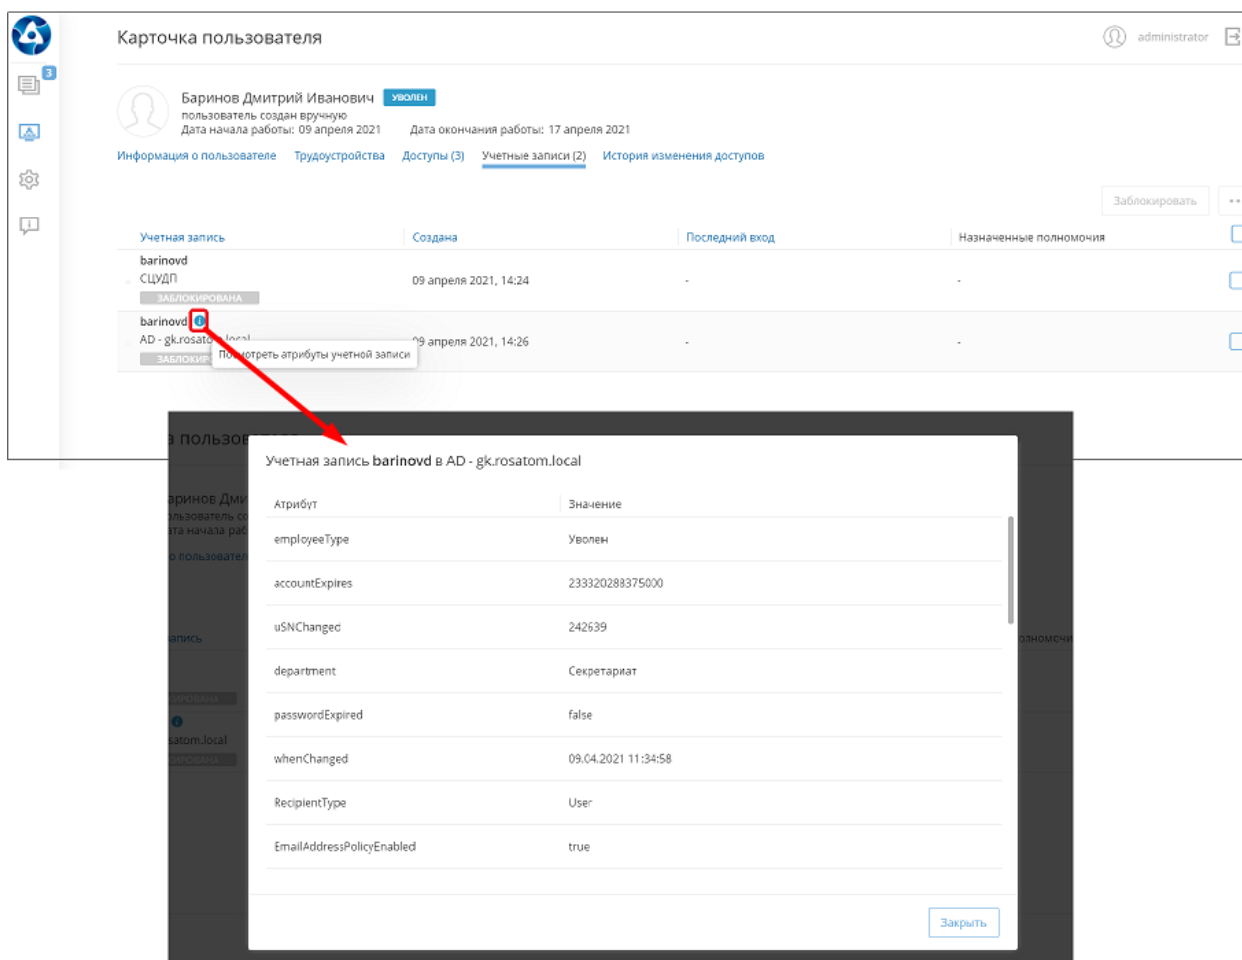 Карточка пользователя
administrator
3
Баринов Дмитрий Иванович УВОЛЕН
пользователь создан вручную
Дата начала работы: 09 апреля 2021 Дата окончания работы: 17 апреля 2021
Информация о пользователе Трудоустройства Доступы (3) Учетные записи (2) История изменения доступов
Заблокировать
Учетная запись Создана Последний вход Назначенные полномочия
barinovd
СЦУДП 09 апреля 2021, 14:24 - -
ЗАБЛОКИРОВАНА
barinovd
AD - gk.rosatom.local 09 апреля 2021, 14:26 - -
Посмотреть атрибуты учетной записи
Учетная запись barinovd в AD - gk.rosatom.local
Атрибут Значение
employeeType Уволен
accountExpires 233320288375000
uSNChanged 242639
department Секретариат
passwordExpired false
whenChanged 09.04.2021 11:34:58
RecipientType User
EmailAddressPolicyEnabled true
Закрыть